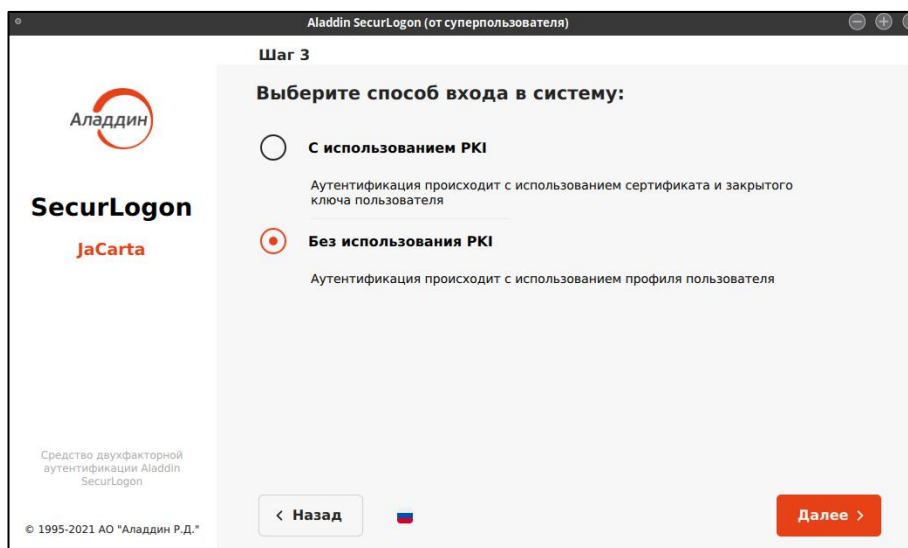 Aladdin SecurLogon (от суперпользователя)
Шаг 3
Аладдин
SecurLogon
JaCarta
Выберите способ входа в систему:
С использованием PKI
Аутентификация происходит с использованием сертификата и закрытого
ключа пользователя
Без использования PKI
Аутентификация происходит с использованием профиля пользователя
Средство двухфакторной
аутентификации Aladdin
SecurLogon
© 1995-2021 АО "Аладдин Р.Д."
< Назад
Далее >